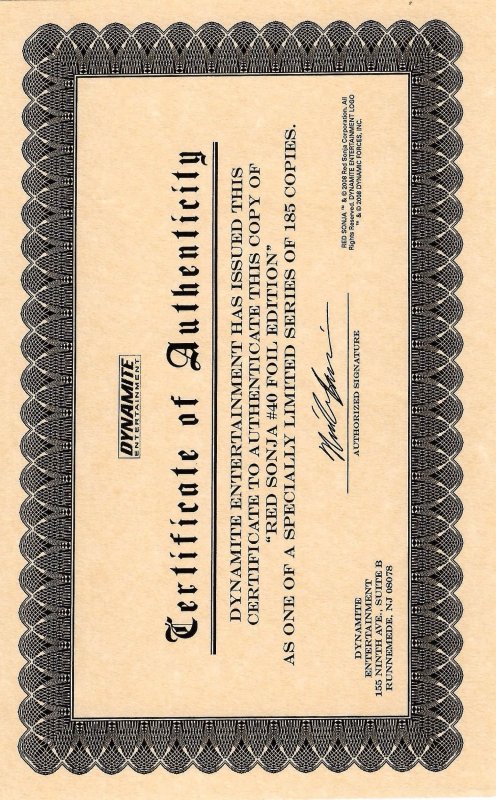 DYNAMITE
ENTERTAINMENT
Certificate of Authenticity
DYNAMITE ENTERTAINMENT HAS ISSUED THIS
CERTIFICATE TO AUTHENTICATE THIS COPY OF
“RED SONJA #40 FOIL EDITION”
AS ONE OF A SPECIALLY LIMITED SERIES OF 185 COPIES.
DYNAMITE
ENTERTAINMENT
155 NINTH AVE., SUITE B
RUNNEMEDE, NJ 08078
AUTHORIZED SIGNATURE
RED SONJA ™ & © 2008 Red Sonja Corporation. All
Rights Reserved. DYNAMITE ENTERTAINMENT LOGO
™ & © 2008 DYNAMIC FORCES, INC.